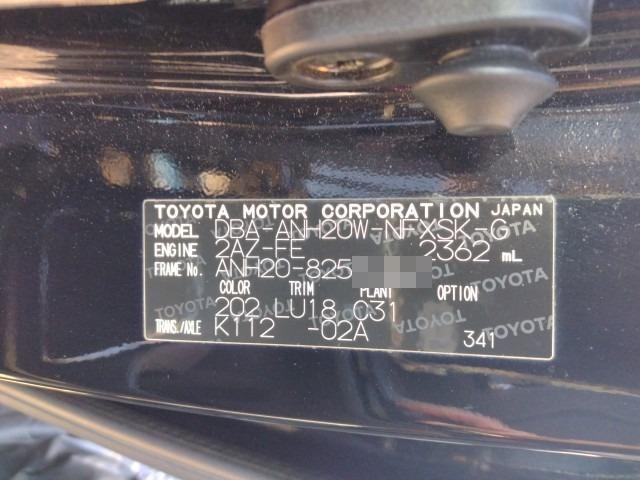 TOYOTA MOTOR CORPORATION JAPAN
MODEL DBA-ANH20W-NFXSK-G
ENGINE 2AZ-FE 2362 mL
FRAME No. ANH20-825
COLOR TRIM PLANT OPTION
202 LU18 C31
TRANS./AXLE K112 -02A 341